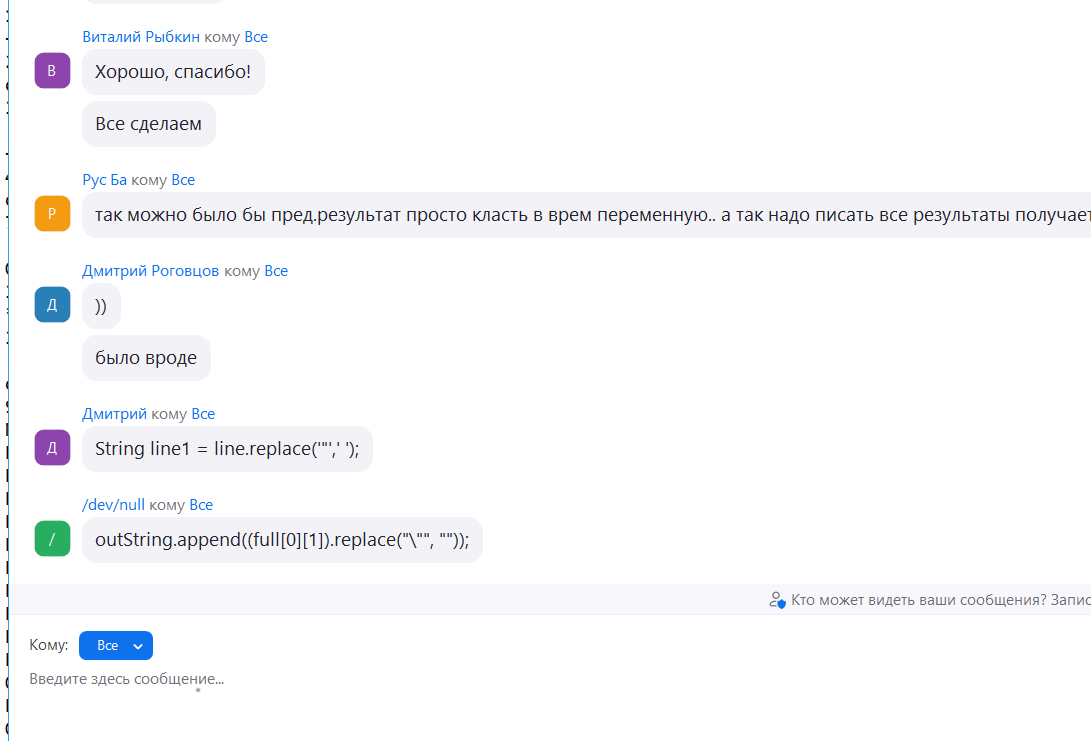 Виталий Рыбкин кому Все
В
Хорошо, спасибо!
Все сделаем
Рус Ба кому Все
Р
так можно было бы пред.результат просто класть в врем переменную.. а так надо писать все результаты получает
Дмитрий Роговцов кому Все
Д
))
было вроде
Дмитрий кому Все
Д
String line1 = line.replace('"',' ');
/dev/null кому Все
/
outString.append((full[0][1]).replace("\"", ""));
Кто может видеть ваши сообщения? Запис
Кому: Все
Введите здесь сообщение...